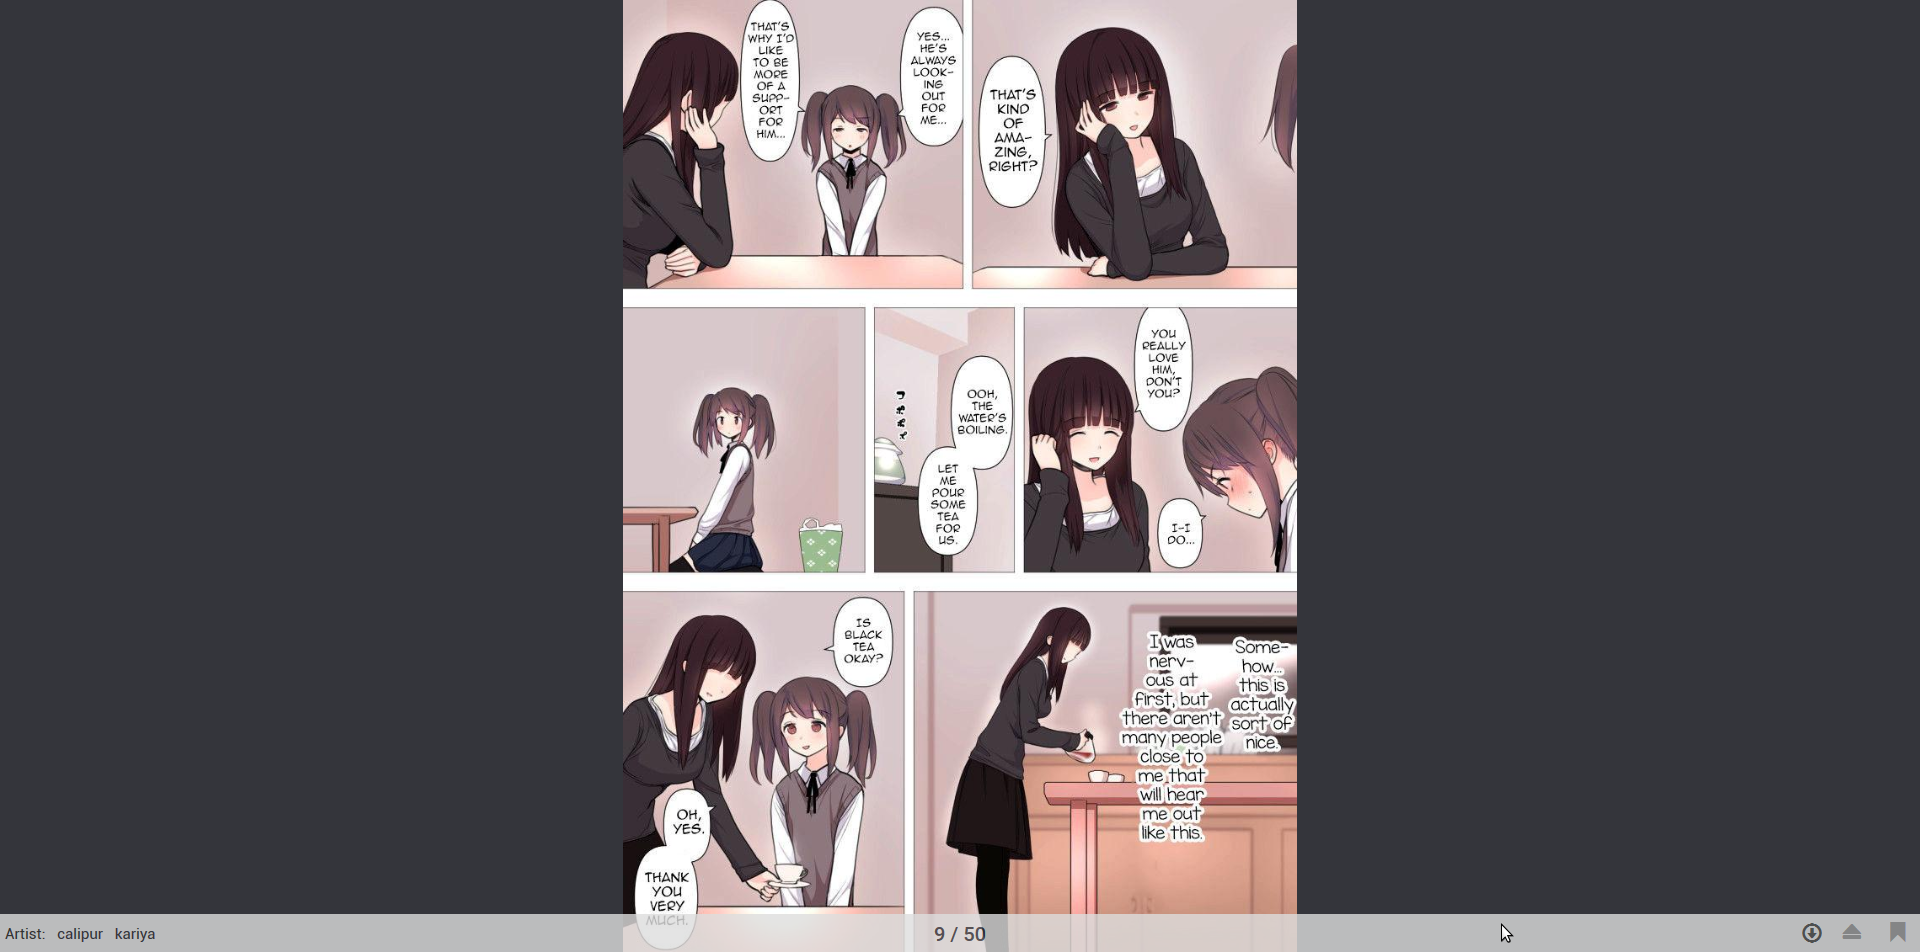 THAT'S
KIND
OF
AMA-
ZING,
RIGHT?
YES...
HE'S
ALWAYS
LOOK-
ING
OUT
FOR
ME...
THAT'S
WHY I'D
LIKE
TO BE
MORE
OF A
SUPP-
ORT
FOR
HIM...
YOU
REALLY
LOVE
HIM,
DON'T
YOU?
I-I
DO...
OOH,
THE
WATER'S
BOILING.
LET
ME
POUR
SOME
TEA
FOR
US.
Some-
how...
this is
actually
sort of
nice.
I was
nerv-
ous at
first, but
there aren't
many people
close to
me that
will hear
me out
like this.
IS
BLACK
TEA
OKAY?
OH,
YES.
THANK
YOU
VERY
MUCH.
Artist: calipur kariya
9 / 50